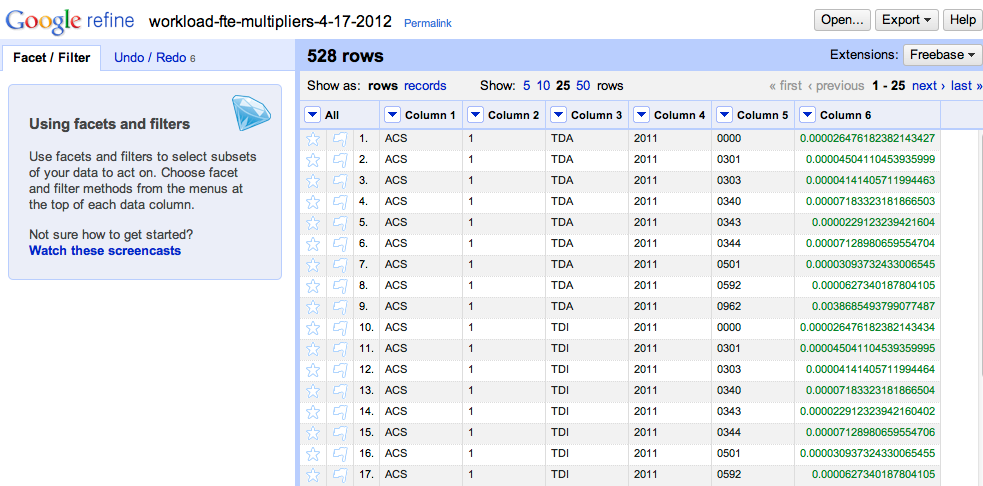 Google refine workload-fte-multipliers-4-17-2012 Permalink Open... Export Help
Facet / Filter Undo / Redo 6
528 rows Extensions: Freebase
Show as: rows records Show: 5 10 25 50 rows « first ‹ previous 1 - 25 next › last »
Using facets and filters
Use facets and filters to select subsets
of your data to act on. Choose facet
and filter methods from the menus at
the top of each data column.
Not sure how to get started?
Watch these screencasts
All Column 1 Column 2 Column 3 Column 4 Column 5 Column 6
1. ACS 1 TDA 2011 0000 0.000026476182382143427
2. ACS 1 TDA 2011 0301 0.00004504110453935999
3. ACS 1 TDA 2011 0303 0.00004141405711994463
4. ACS 1 TDA 2011 0340 0.00007183323181866503
5. ACS 1 TDA 2011 0343 0.0000229123239421604
6. ACS 1 TDA 2011 0344 0.00007128980659554704
7. ACS 1 TDA 2011 0501 0.00003093732433006545
8. ACS 1 TDA 2011 0592 0.0000627340187804105
9. ACS 1 TDA 2011 0962 0.0038685493799077487
10. ACS 1 TDI 2011 0000 0.000026476182382143434
11. ACS 1 TDI 2011 0301 0.000045041104539359995
12. ACS 1 TDI 2011 0303 0.00004141405711994464
13. ACS 1 TDI 2011 0340 0.00007183323181866504
14. ACS 1 TDI 2011 0343 0.000022912323942160402
15. ACS 1 TDI 2011 0344 0.00007128980659554706
16. ACS 1 TDI 2011 0501 0.000030937324330065455
17. ACS 1 TDI 2011 0592 0.0000627340187804105